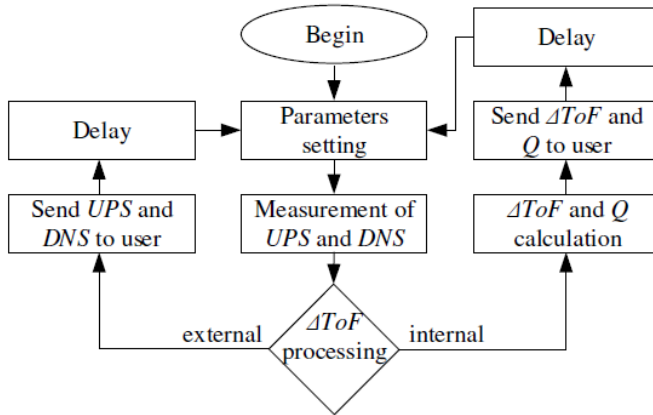 Begin
Delay
Delay
Parameters
setting
Send ΔToF and
Q to user
Send UPS and
DNS to user
Measurement of
UPS and DNS
ΔToF and Q
calculation
external
ΔToF
processing
internal